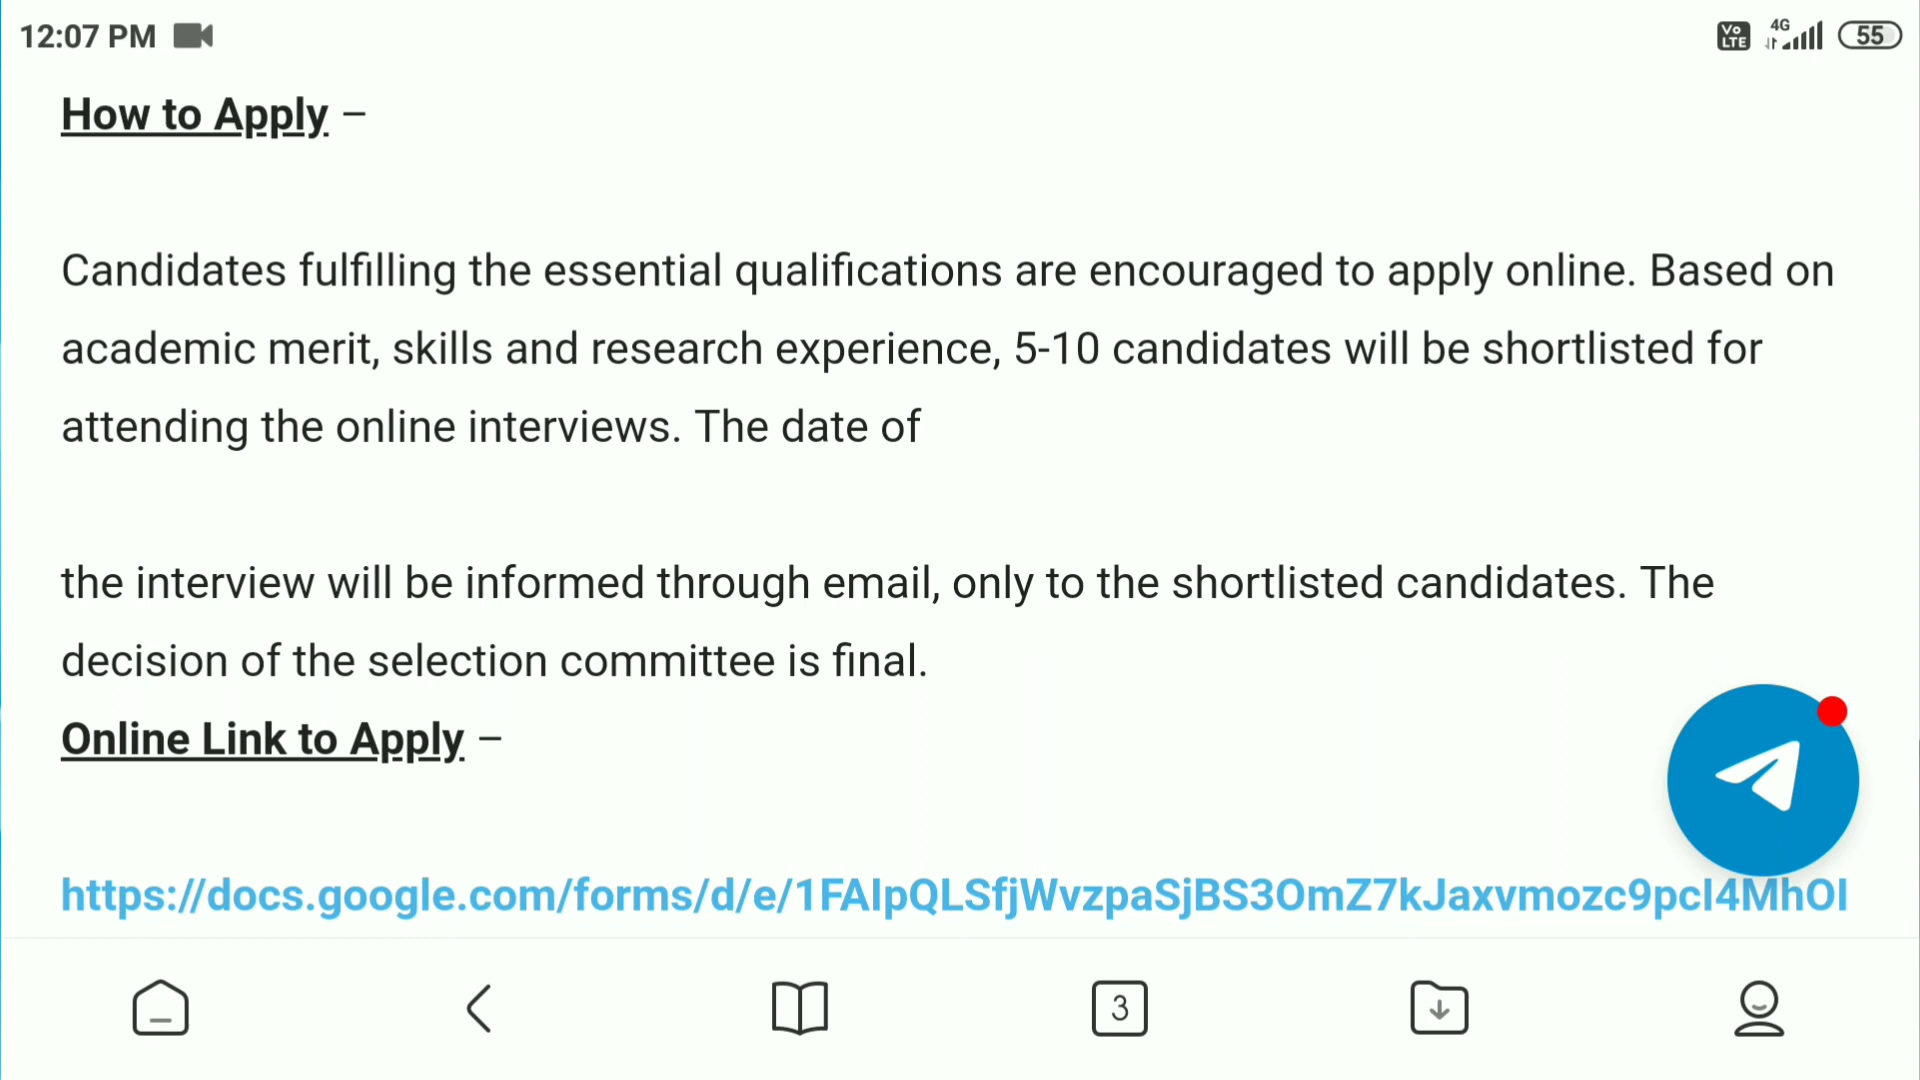 12:07 PM
Vo LTE 4G 55
How to Apply –
Candidates fulfilling the essential qualifications are encouraged to apply online. Based on
academic merit, skills and research experience, 5-10 candidates will be shortlisted for
attending the online interviews. The date of
the interview will be informed through email, only to the shortlisted candidates. The
decision of the selection committee is final.
Online Link to Apply –
https://docs.google.com/forms/d/e/1FAIpQLSfjWvzpaSjBS3OmZ7kJaxvmozc9pcI4MhOI
3